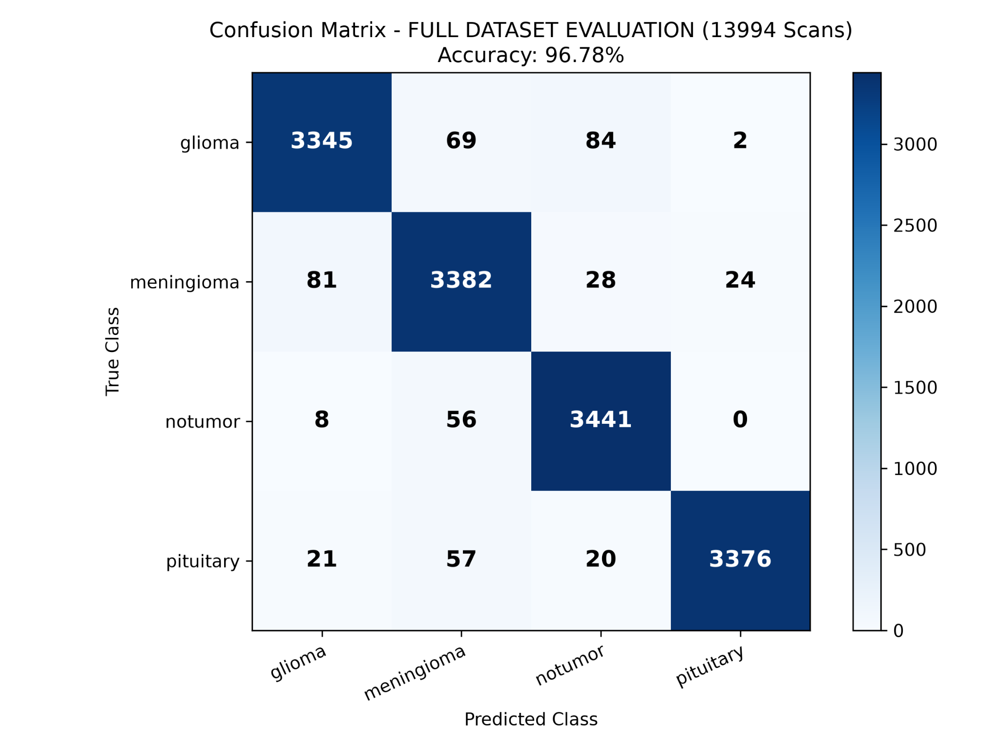 Confusion Matrix - FULL DATASET EVALUATION (13994 Scans)
Accuracy: 96.78%
glioma 3345 69 84 2
meningioma 81 3382 28 24
notumor 8 56 3441 0
pituitary 21 57 20 3376
True Class
glioma meningioma notumor pituitary
Predicted Class
3000
2500
2000
1500
1000
500
0